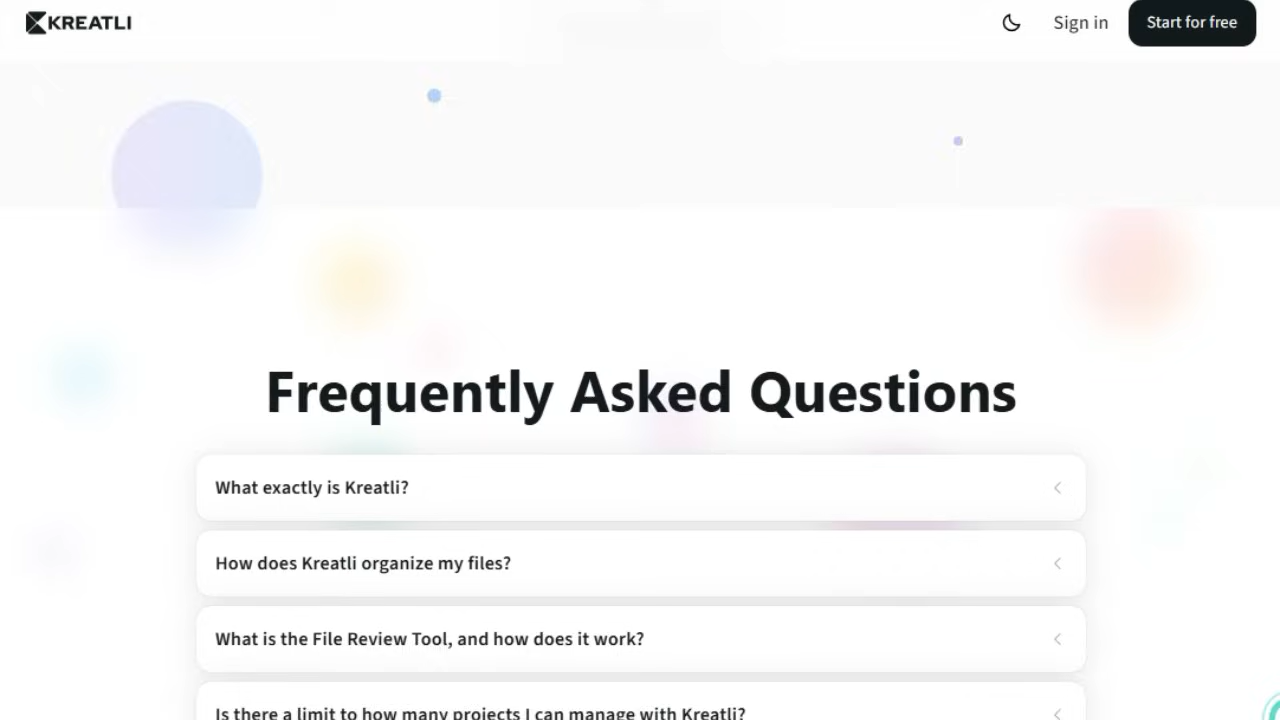 KREATLI
Sign in
Start for free
Frequently Asked Questions
What exactly is Kreatli?
How does Kreatli organize my files?
What is the File Review Tool, and how does it work?
Is there a limit to how many projects I can manage with Kreatli?